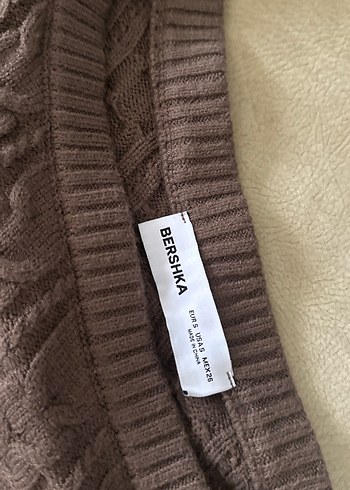 BERSHKA
EUR S USA S MEX 26
MADE IN CHINA